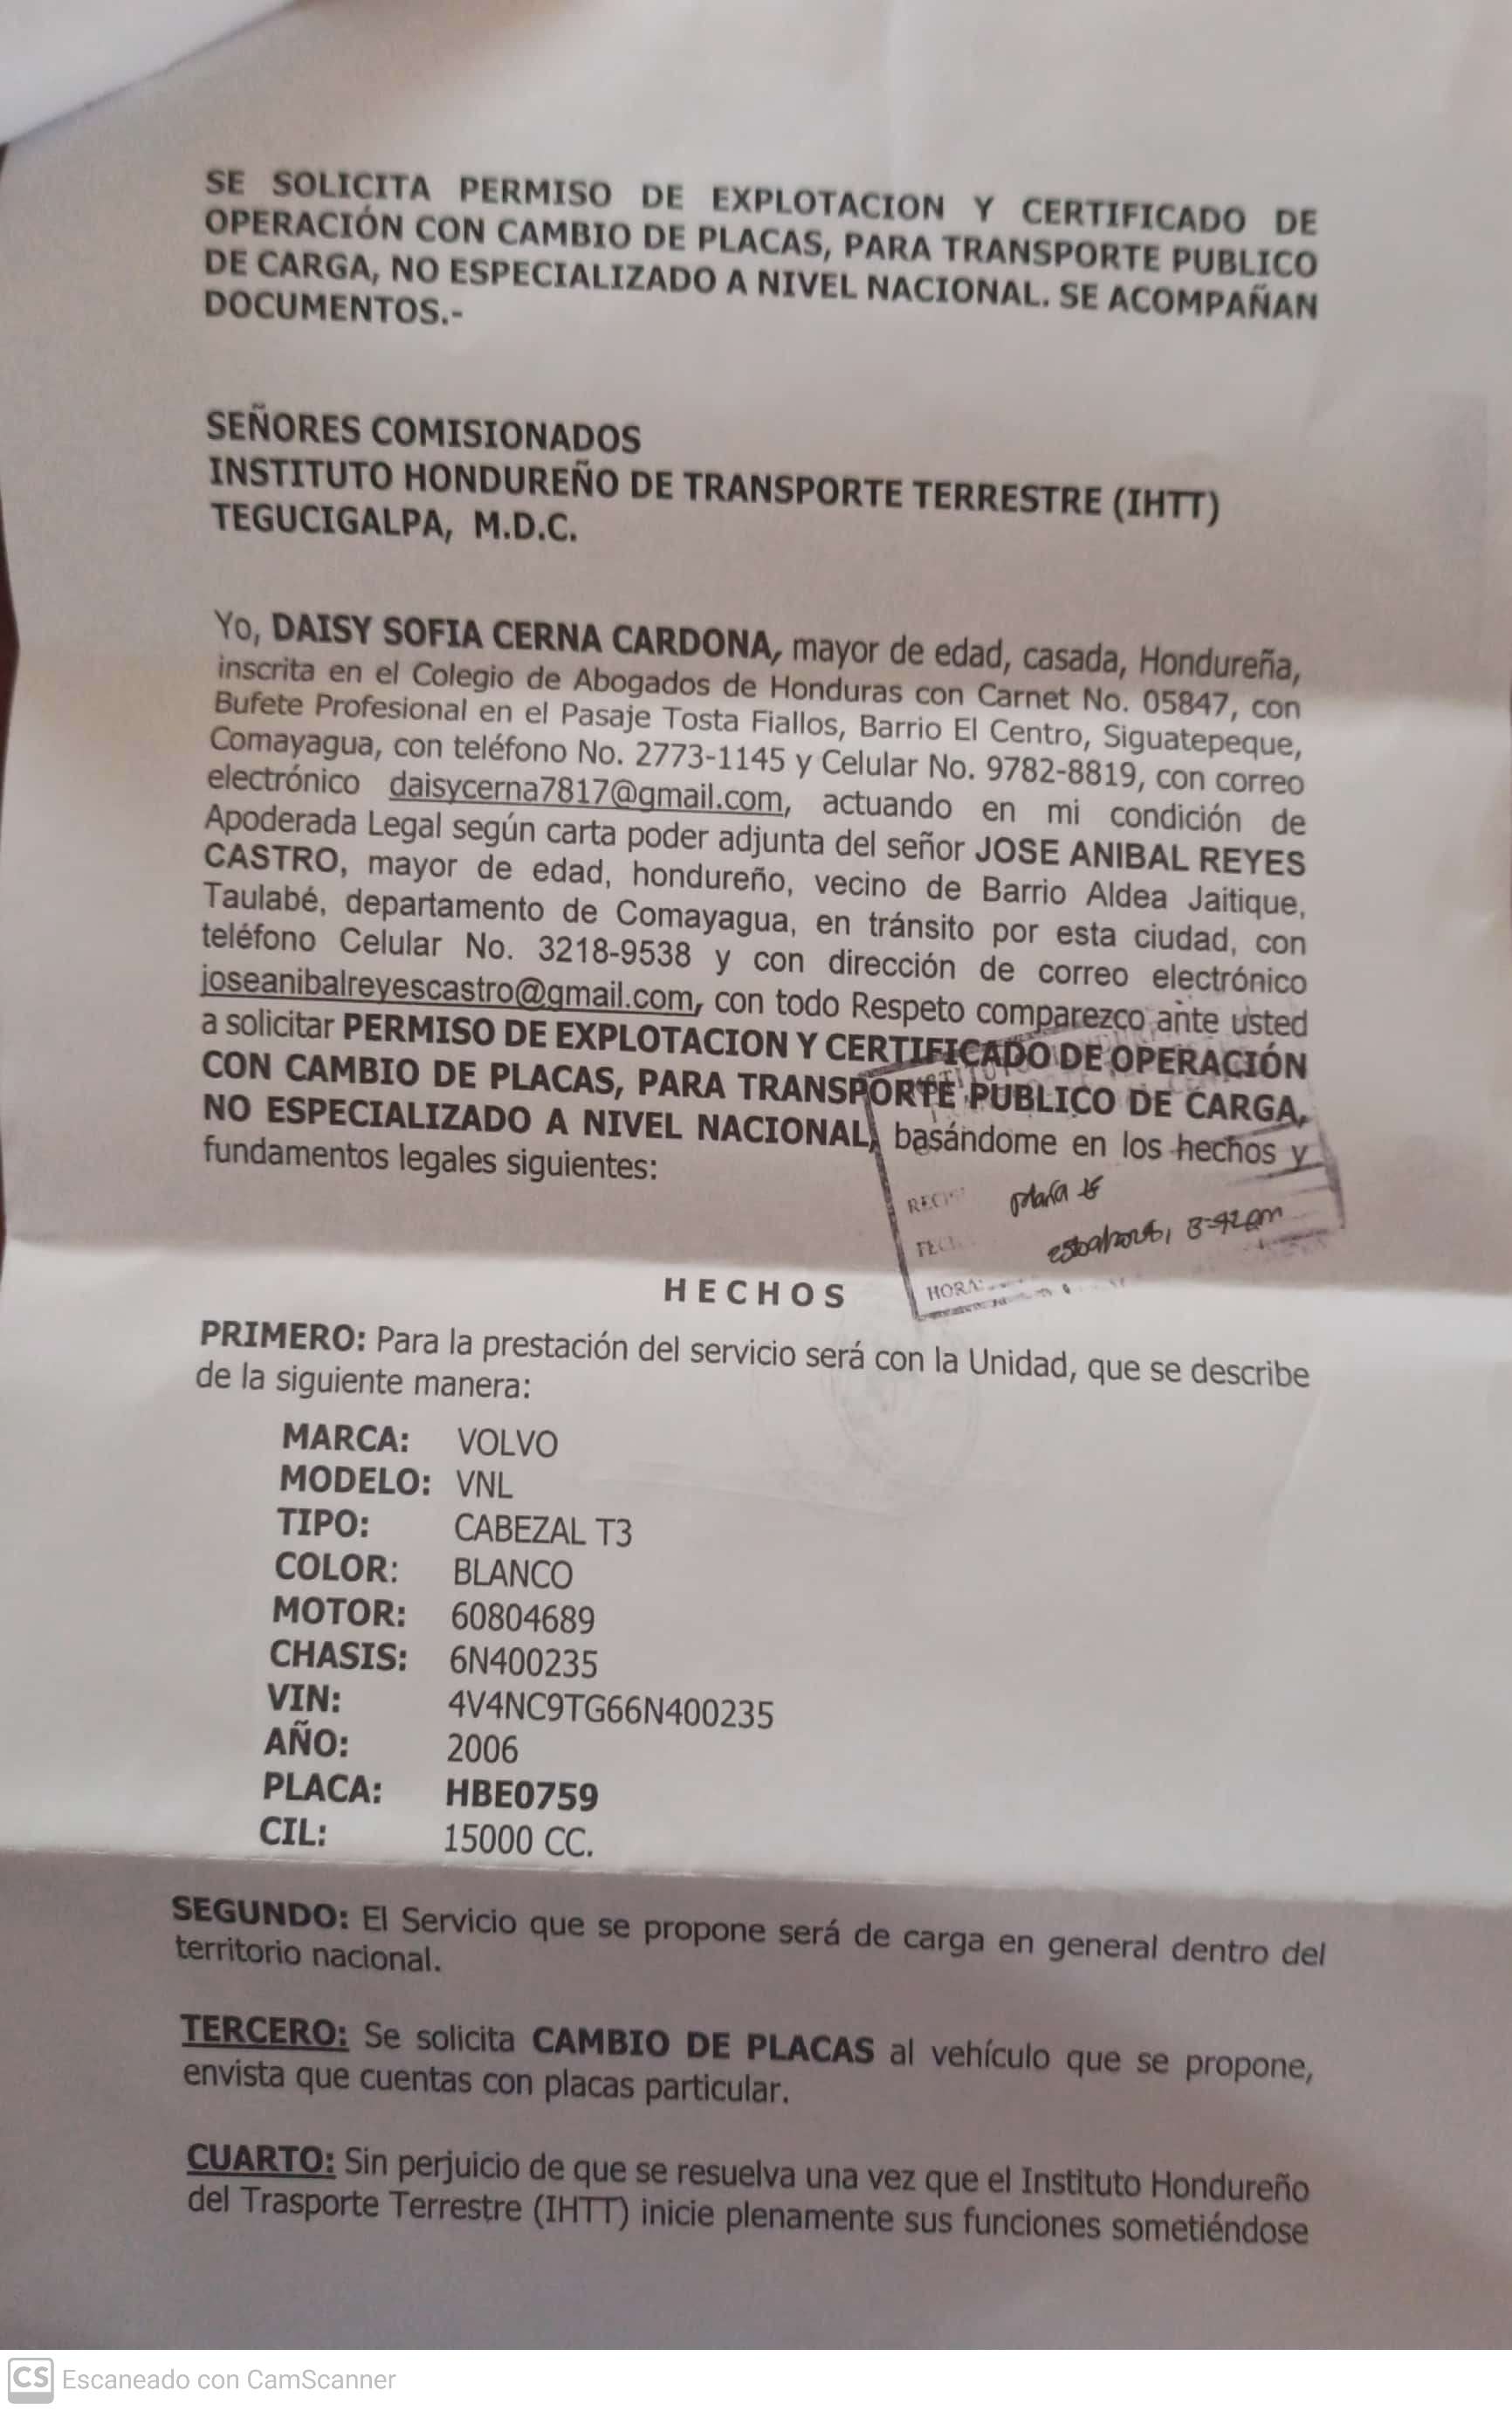 SE SOLICITA PERMISO DE EXPLOTACION Y CERTIFICADO DE
OPERACIÓN CON CAMBIO DE PLACAS, PARA TRANSPORTE PUBLICO
DE CARGA, NO ESPECIALIZADO A NIVEL NACIONAL. SE ACOMPAÑAN
DOCUMENTOS.-
SEÑORES COMISIONADOS
INSTITUTO HONDUREÑO DE TRANSPORTE TERRESTRE (IHTT)
TEGUCIGALPA, M.D.C.
Yo, DAISY SOFIA CERNA CARDONA, mayor de edad, casada, Hondureña,
inscrita en el Colegio de Abogados de Honduras con Carnet No. 05847, con
Bufete Profesional en el Pasaje Tosta Fiallos, Barrio El Centro, Siguatepeque,
Comayagua, con teléfono No. 2773-1145 y Celular No. 9782-8819, con correo
electrónico daisycerna7817@gmail.com, actuando en mi condición de
Apoderada Legal según carta poder adjunta del señor JOSE ANIBAL REYES
CASTRO, mayor de edad, hondureño, vecino de Barrio Aldea Jaitique,
Taulabé, departamento de Comayagua, en tránsito por esta ciudad, con
teléfono Celular No. 3218-9538 y con dirección de correo electrónico
joseanibalreyescastro@gmail.com, con todo Respeto comparezco ante usted
a solicitar PERMISO DE EXPLOTACION Y CERTIFICADO DE OPERACIÓN
CON CAMBIO DE PLACAS, PARA TRANSPORTE PUBLICO DE CARGA,
NO ESPECIALIZADO A NIVEL NACIONAL, basándome en los hechos y
fundamentos legales siguientes:
HORA:
HECHOS
PRIMERO: Para la prestación del servicio será con la Unidad, que se describe
de la siguiente manera:
MARCA: VOLVO
MODELO: VNL
TIPO: CABEZAL T3
COLOR: BLANCO
MOTOR: 60804689
CHASIS: 6N400235
VIN: 4V4NC9TG66N400235
AÑO: 2006
PLACA: HBE0759
CIL: 15000 CC.
SEGUNDO: El Servicio que se propone será de carga en general dentro del
territorio nacional.
TERCERO: Se solicita CAMBIO DE PLACAS al vehículo que se propone,
envista que cuentas con placas particular.
CUARTO: Sin perjuicio de que se resuelva una vez que el Instituto Hondureño
del Trasporte Terrestre (IHTT) inicie plenamente sus funciones sometiéndose
CS Escaneado con CamScanner